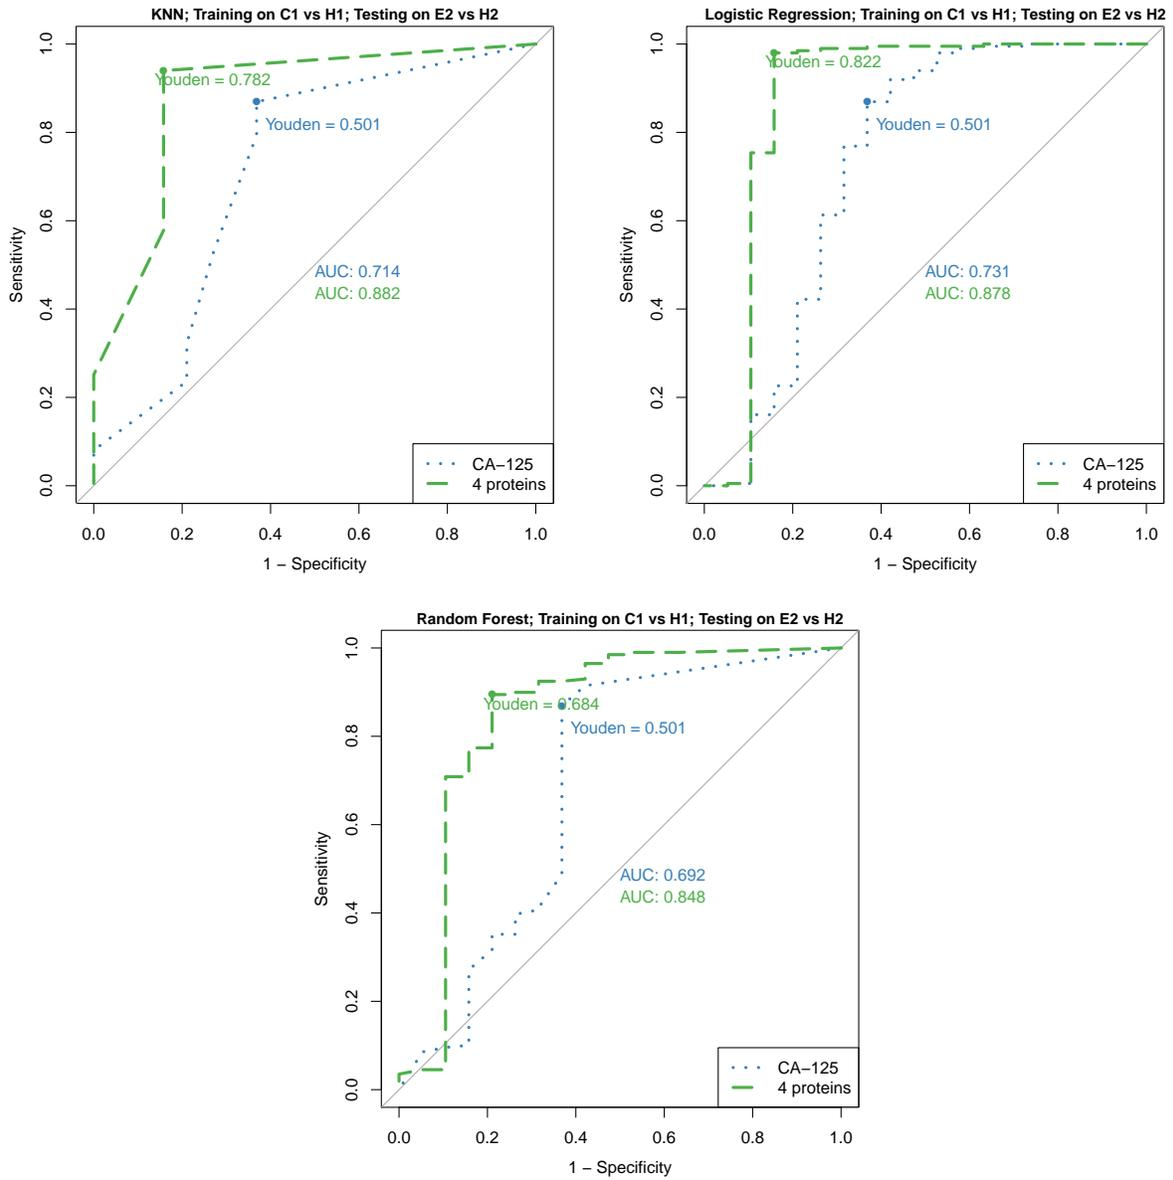 KNN; Training on C1 vs H1; Testing on E2 vs H2
Sensitivity
1.0
0.8
0.6
0.4
0.2
0.0
Youden = 0.782
Youden = 0.501
AUC: 0.714
AUC: 0.882
CA−125
4 proteins
0.0 0.2 0.4 0.6 0.8 1.0
1 − Specificity
Logistic Regression; Training on C1 vs H1; Testing on E2 vs H2
Sensitivity
1.0
0.8
0.6
0.4
0.2
0.0
Youden = 0.822
Youden = 0.501
AUC: 0.731
AUC: 0.878
CA−125
4 proteins
0.0 0.2 0.4 0.6 0.8 1.0
1 − Specificity
Random Forest; Training on C1 vs H1; Testing on E2 vs H2
Sensitivity
1.0
0.8
0.6
0.4
0.2
0.0
Youden = 0.684
Youden = 0.501
AUC: 0.692
AUC: 0.848
CA−125
4 proteins
0.0 0.2 0.4 0.6 0.8 1.0
1 − Specificity